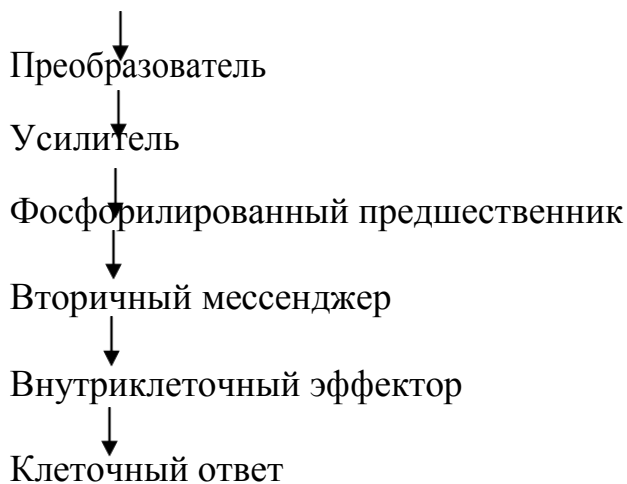 Преобразователь
Усилитель
Фосфорилированный предшественник
Вторичный мессенджер
Внутриклеточный эффектор
Клеточный ответ